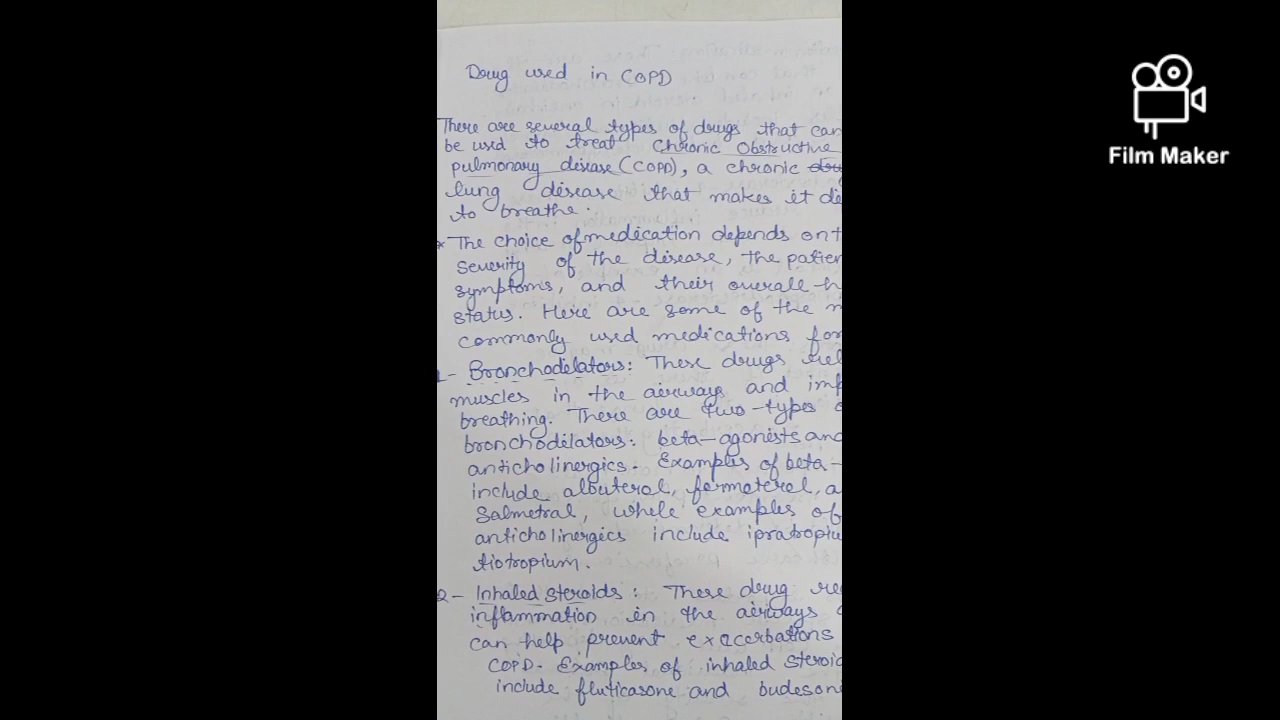 Drug used in COPD
There are several types of drugs that can
be used to treat Chronic Obstructive
pulmonary disease (COPD), a chronic
lung disease that makes it
to breathe.
The choice of medication depends on
severity of the disease, the
symptoms, and their overall
status. Here are some of the
commonly used medications for
1- Bronchodelators: These drugs
muscles in the airways and
breathing. There are two-types
bronchodelators: beta-agonists and
anticholinergics. Examples of beta-
include albuteral, formoterol,
Salmetral, while examples of
anticholinergics include
tiotropium.
2- Inhaled steroids: These drug
inflammation in the airways
can help prevent exacerbations
COPD. Examples of inhaled
include fluticasone and
Film Maker